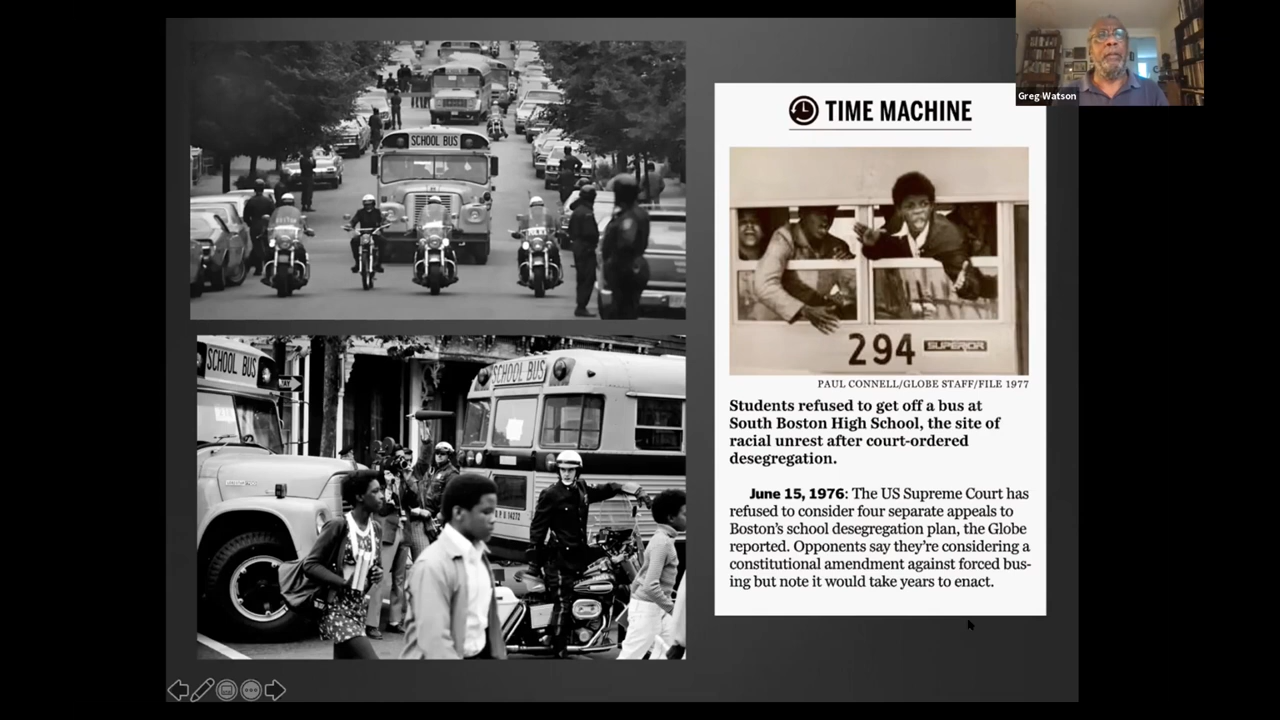 SCHOOL BUS
SCHOOL BUS
SCHOOL BUS
Greg Watson
TIME MACHINE
294 SUPERIOR
PAUL CONNELL/GLOBE STAFF/FILE 1977
Students refused to get off a bus at
South Boston High School, the site of
racial unrest after court-ordered
desegregation.
June 15, 1976: The US Supreme Court has
refused to consider four separate appeals to
Boston's school desegregation plan, the Globe
reported. Opponents say they're considering a
constitutional amendment against forced bus-
ing but note it would take years to enact.